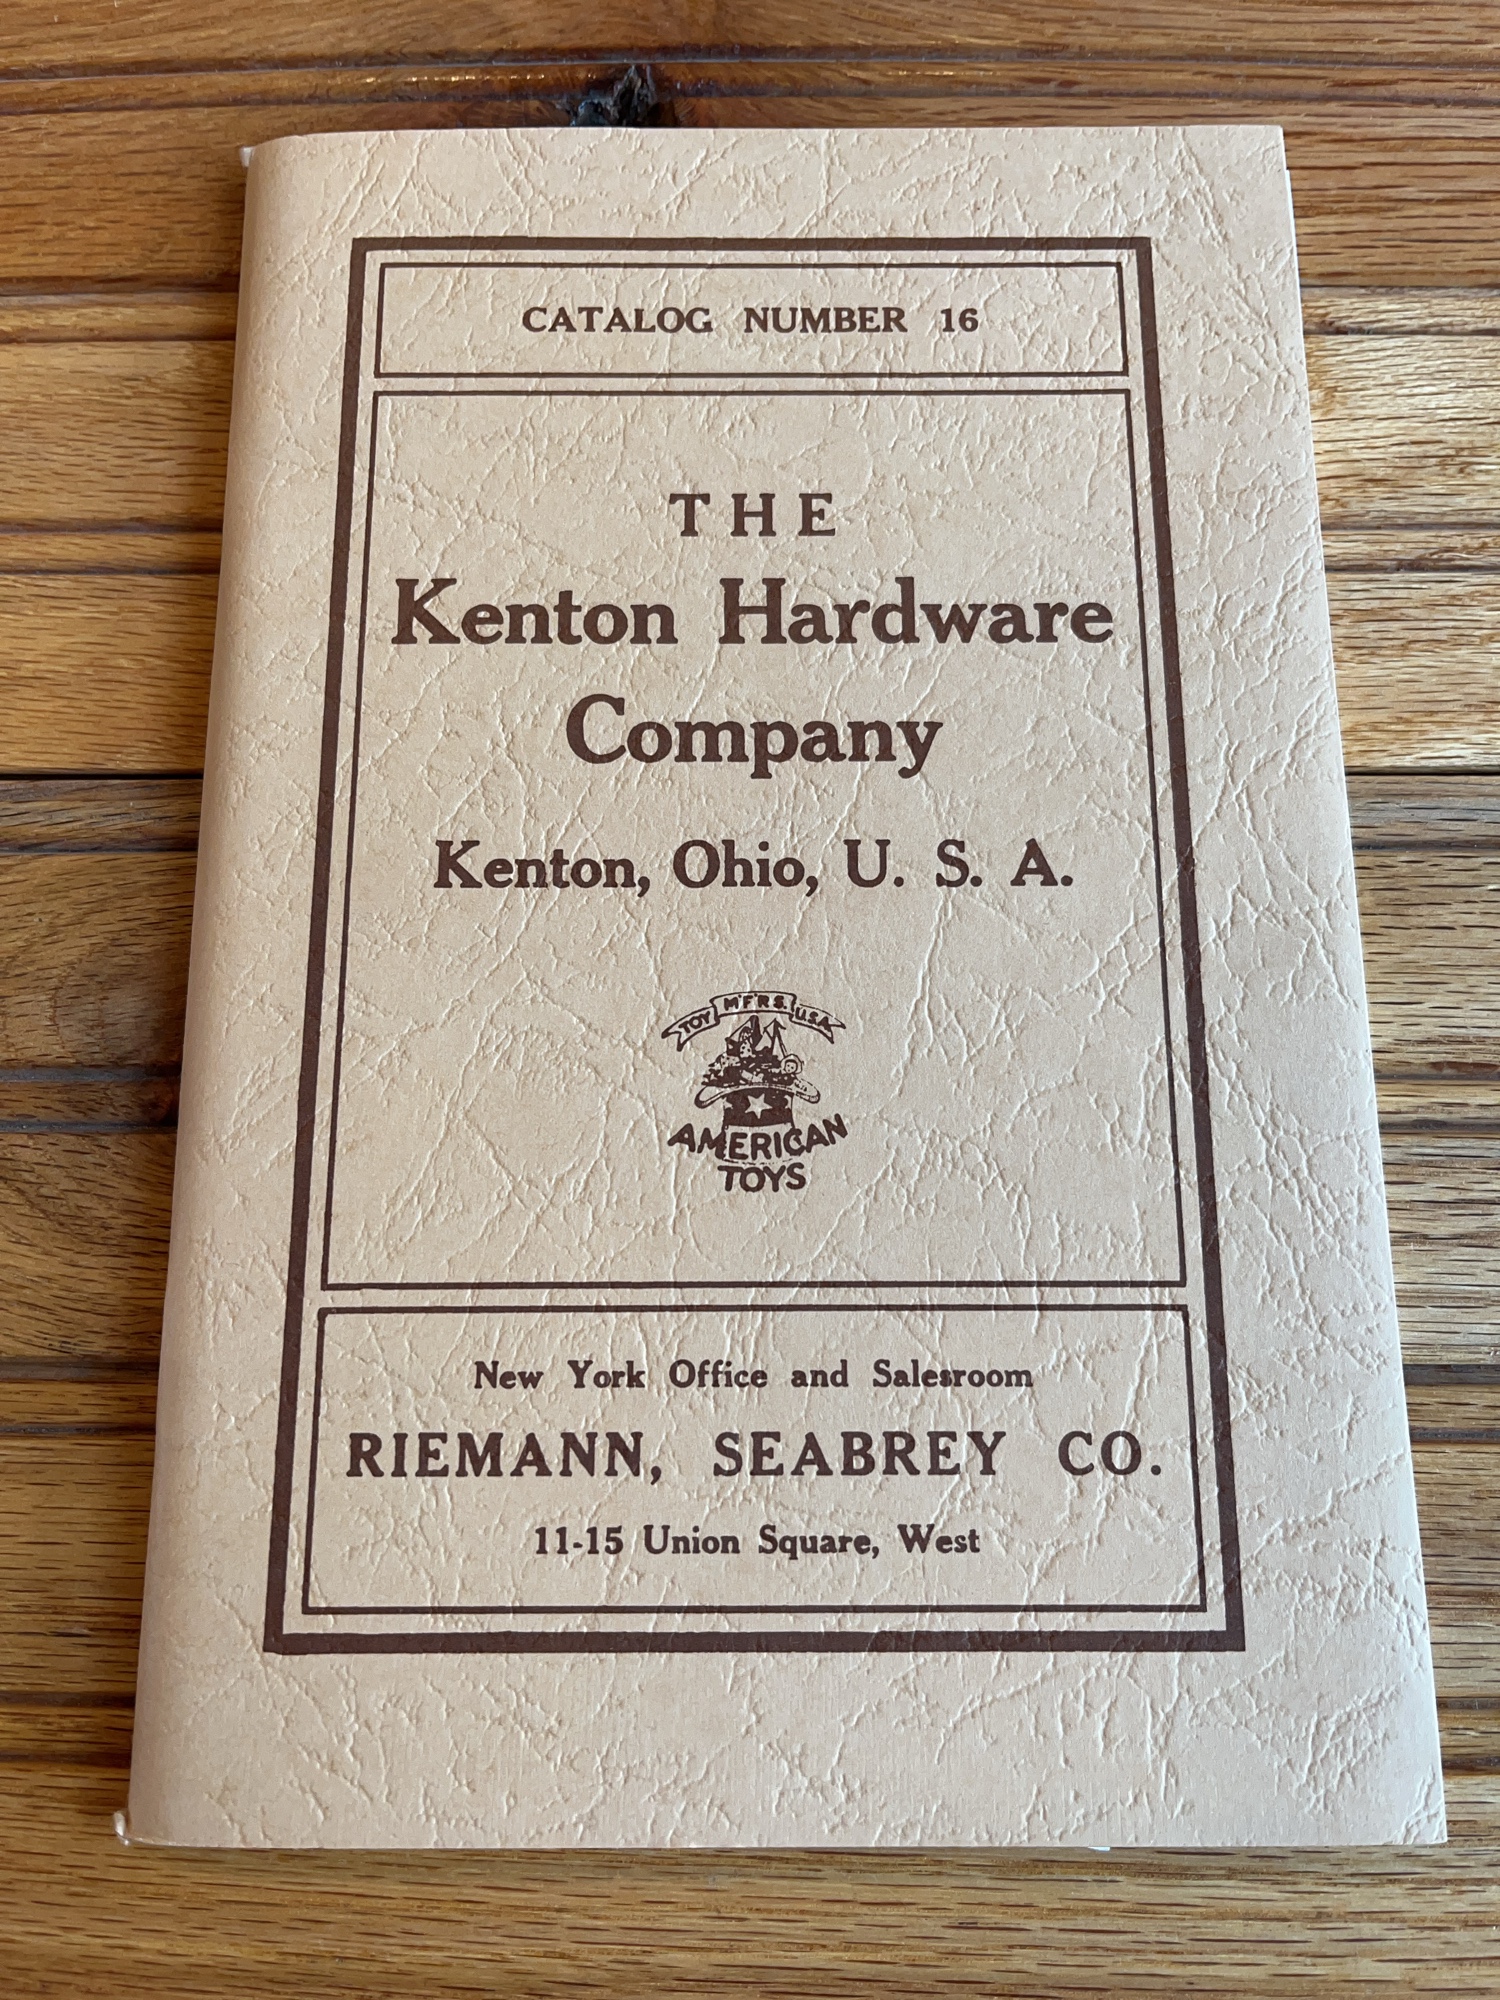 CATALOG NUMBER 16
THE
Kenton Hardware
Company
Kenton, Ohio, U. S. A.
TOY M'F'RS. U.S.A.
AMERICAN
TOYS
New York Office and Salesroom
RIEMANN, SEABREY CO.
11-15 Union Square, West